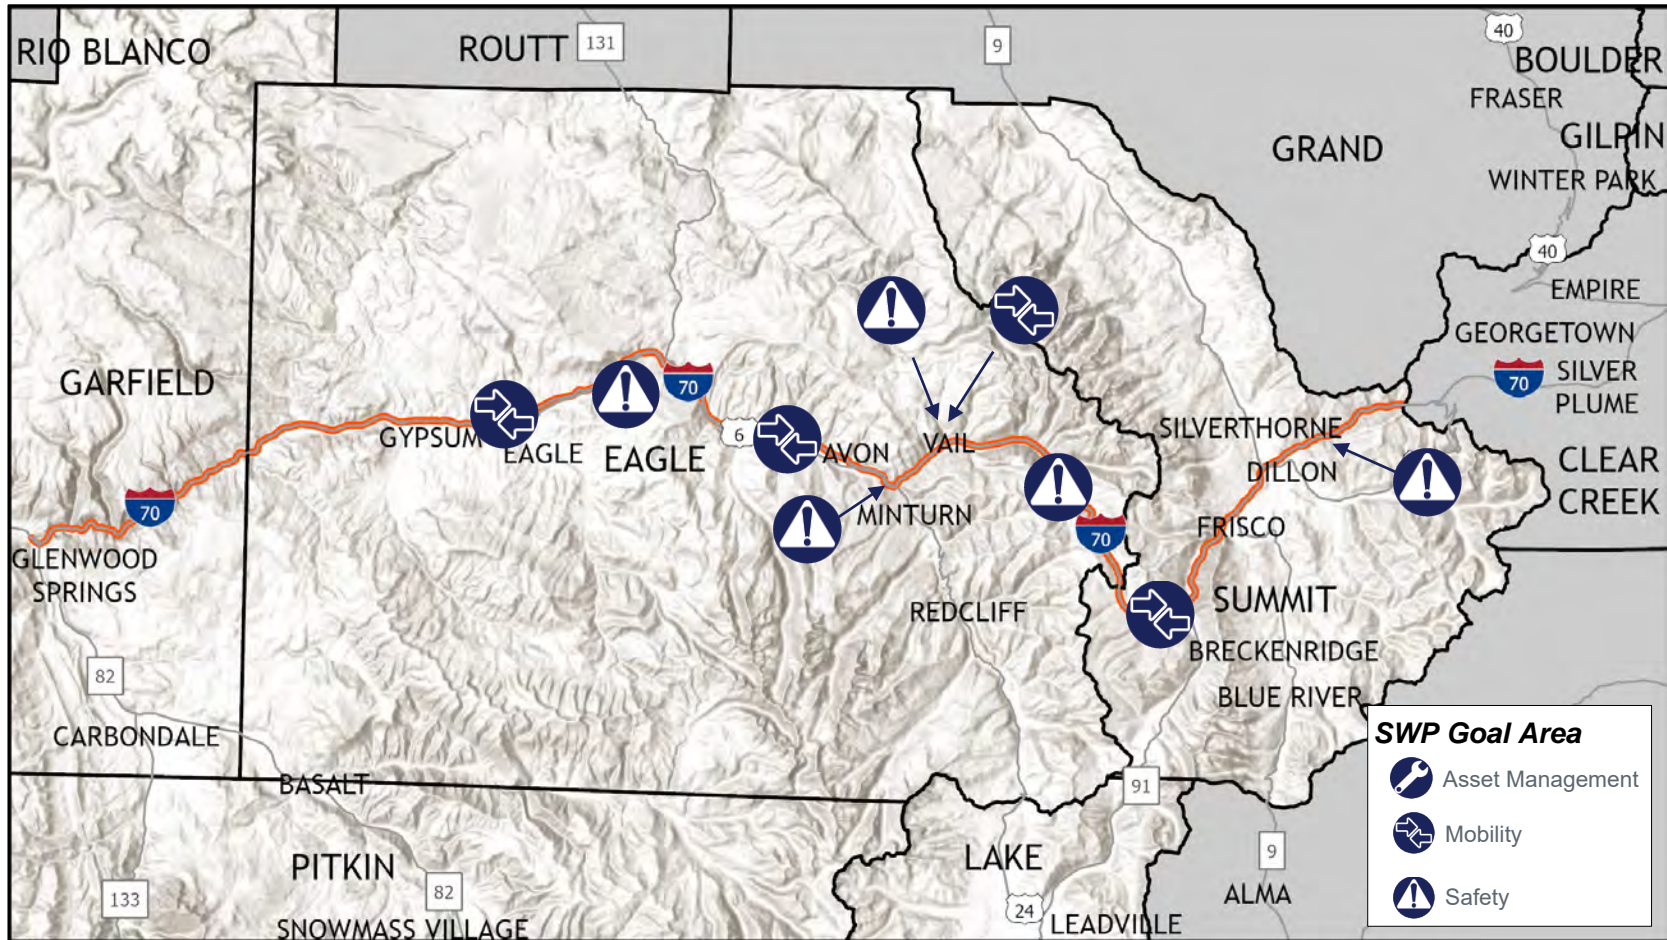 RIO BLANCO
ROUTT
131
9
40
BOULDER
FRASER
GILPIN
GRAND
WINTER PARK
40
EMPIRE
GEORGETOWN
70
SILVER
PLUME
GARFIELD
70
GYPSUM
EAGLE
EAGLE
6
AVON
VAIL
SILVERTHORNE
DILLON
CLEAR
CREEK
70
MINTURN
70
FRISCO
GLENWOOD
SPRINGS
REDCLIFF
SUMMIT
BRECKENRIDGE
BLUE RIVER
82
CARBONDALE
BASALT
91
SWP Goal Area
Asset Management
Mobility
Safety
PITKIN
LAKE
9
133
82
24
ALMA
SNOWMASS VILLAGE
LEADVILLE